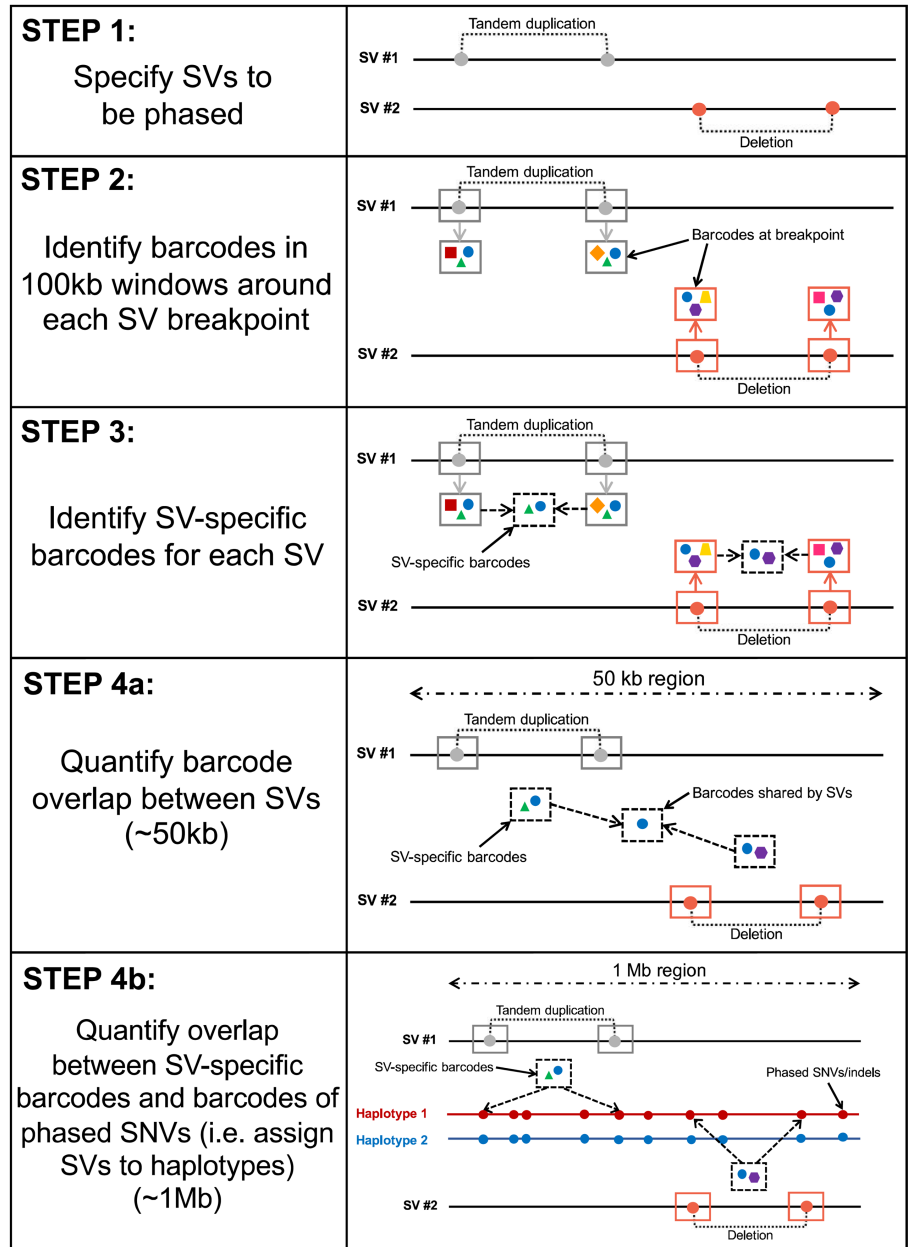 STEP 1:
Specify SVs to
be phased
Tandem duplication
SV #1
SV #2
Deletion
STEP 2:
Identify barcodes in
100kb windows around
each SV breakpoint
Tandem duplication
SV #1
Barcodes at breakpoint
SV #2
Deletion
STEP 3:
Identify SV-specific
barcodes for each SV
Tandem duplication
SV #1
SV-specific barcodes
SV #2
Deletion
STEP 4a:
Quantify barcode
overlap between SVs
(~50kb)
50 kb region
Tandem duplication
SV #1
Barcodes shared by SVs
SV-specific barcodes
SV #2
Deletion
STEP 4b:
Quantify overlap
between SV-specific
barcodes and barcodes of
phased SNVs (i.e. assign
SVs to haplotypes)
(~1Mb)
1 Mb region
Tandem duplication
SV #1
SV-specific barcodes
Phased SNVs/indels
Haplotype 1
Haplotype 2
SV #2
Deletion